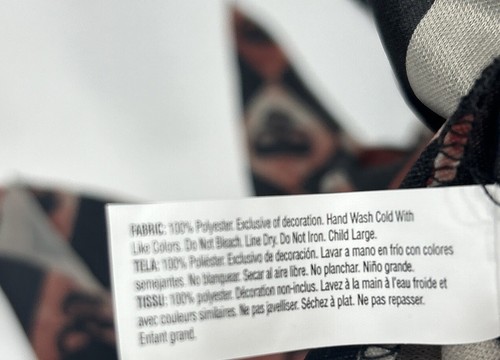 FABRIC: 100% Polyester. Exclusive of decoration. Hand Wash Cold With
Like Colors. Do Not Bleach. Line Dry. Do Not Iron. Child Large.
TELA: 100% Poliéster. Exclusivo de decoración. Lavar a mano en frío con colores
semejantes. No blanquear. Secar al aire libre. No planchar. Niño grande.
TISSU: 100% polyester. Décoration non-inclus. Lavez à la main à l'eau froide et
avec couleurs similaires. Ne pas javelliser. Séchez à plat. Ne pas repasser.
Enfant grand.